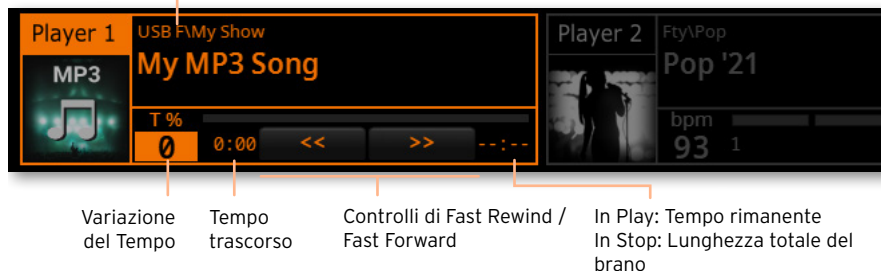 Player 1
USB F\My Show
MP3
My MP3 Song
T %
0
0:00
<<
>>
--:--
Player 2
Fty\Pop
Pop '21
bpm
93
1
Variazione
del Tempo
Tempo
trascorso
Controlli di Fast Rewind /
Fast Forward
In Play: Tempo rimanente
In Stop: Lunghezza totale del
brano